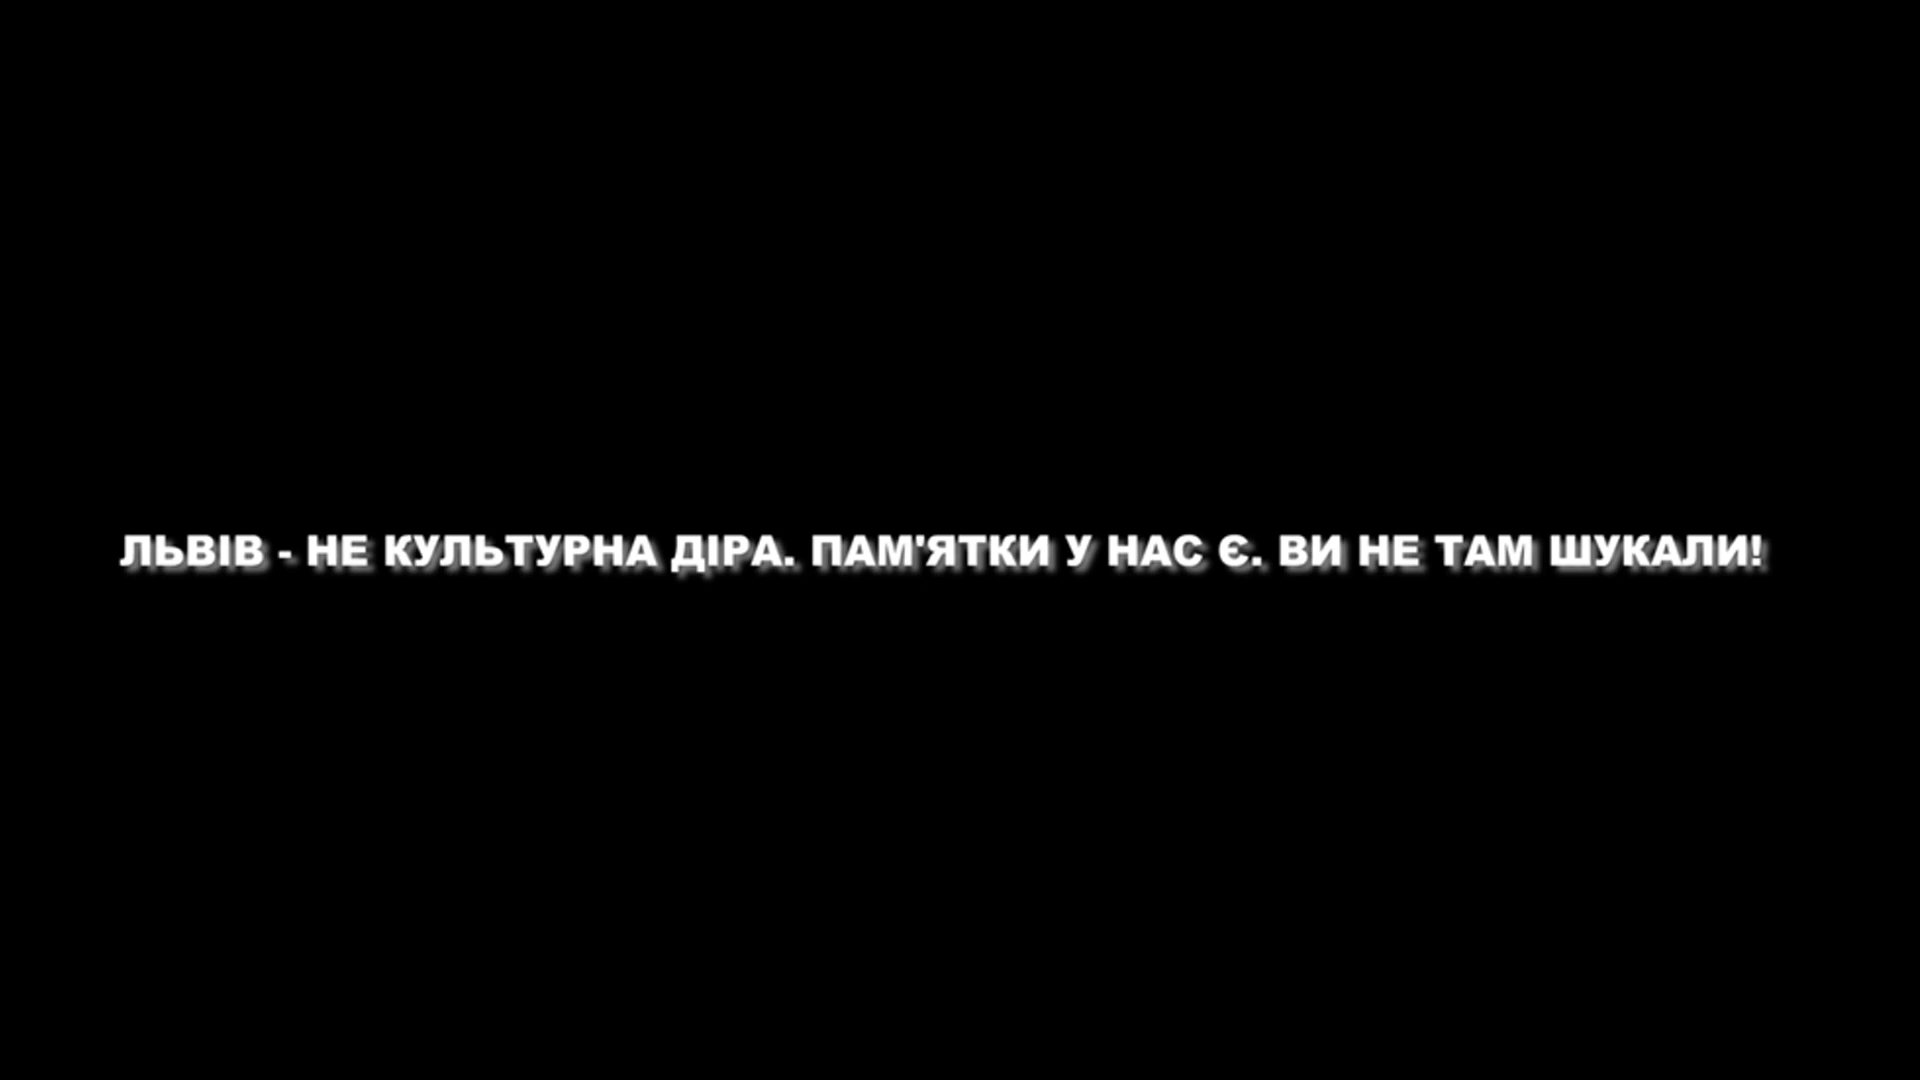 ЛЬВІВ - НЕ КУЛЬТУРНА ДІРА. ПАМ'ЯТКИ У НАС Є. ВИ НЕ ТАМ ШУКАЛИ!